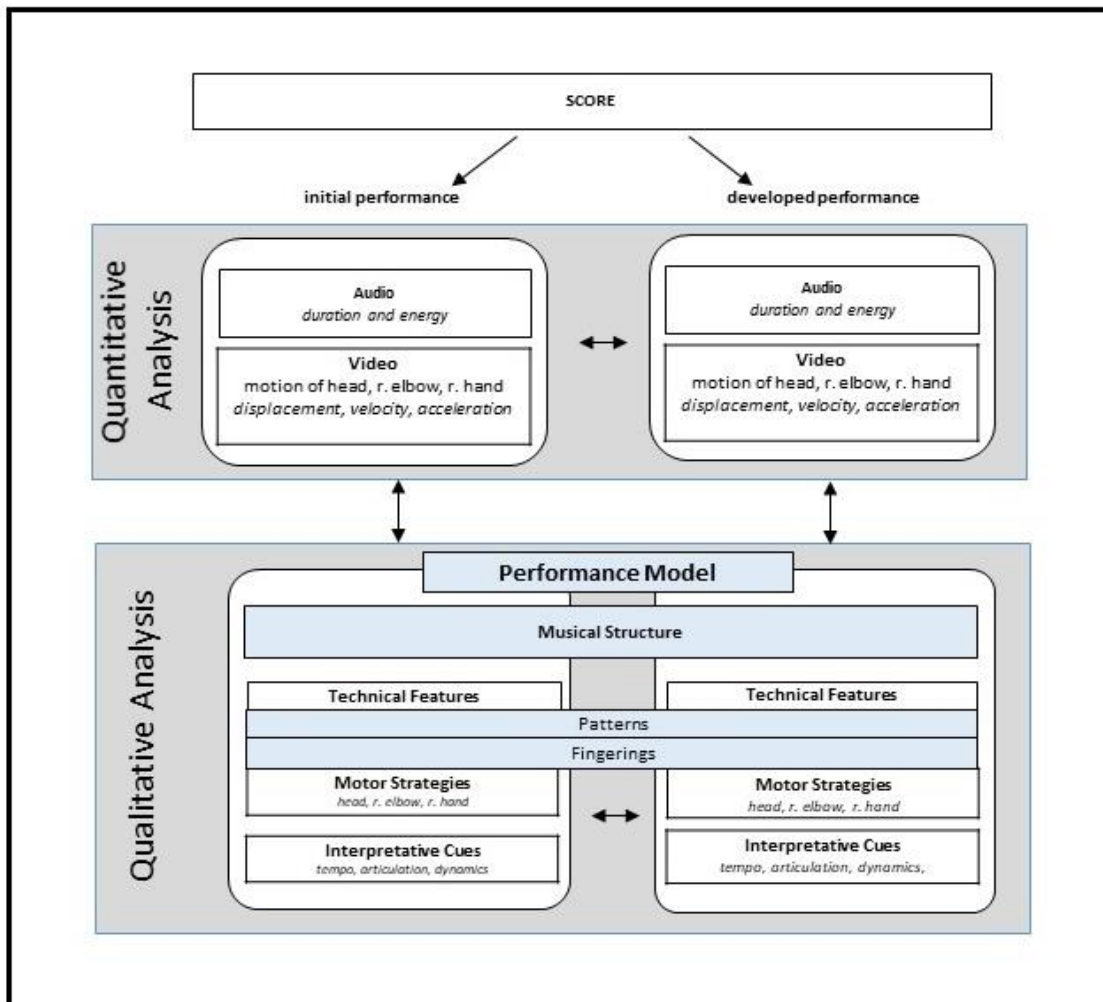 SCORE
initial performance
developed performance
Quantitative
Analysis
Audio
duration and energy
Video
motion of head, r. elbow, r. hand
displacement, velocity, acceleration
Audio
duration and energy
Video
motion of head, r. elbow, r. hand
displacement, velocity, acceleration
Qualitative Analysis
Performance Model
Musical Structure
Technical Features
Technical Features
Patterns
Fingerings
Motor Strategies
head, r. elbow, r. hand
Interpretative Cues
tempo, articulation, dynamics
Motor Strategies
head, r. elbow, r. hand
Interpretative Cues
tempo, articulation, dynamics,